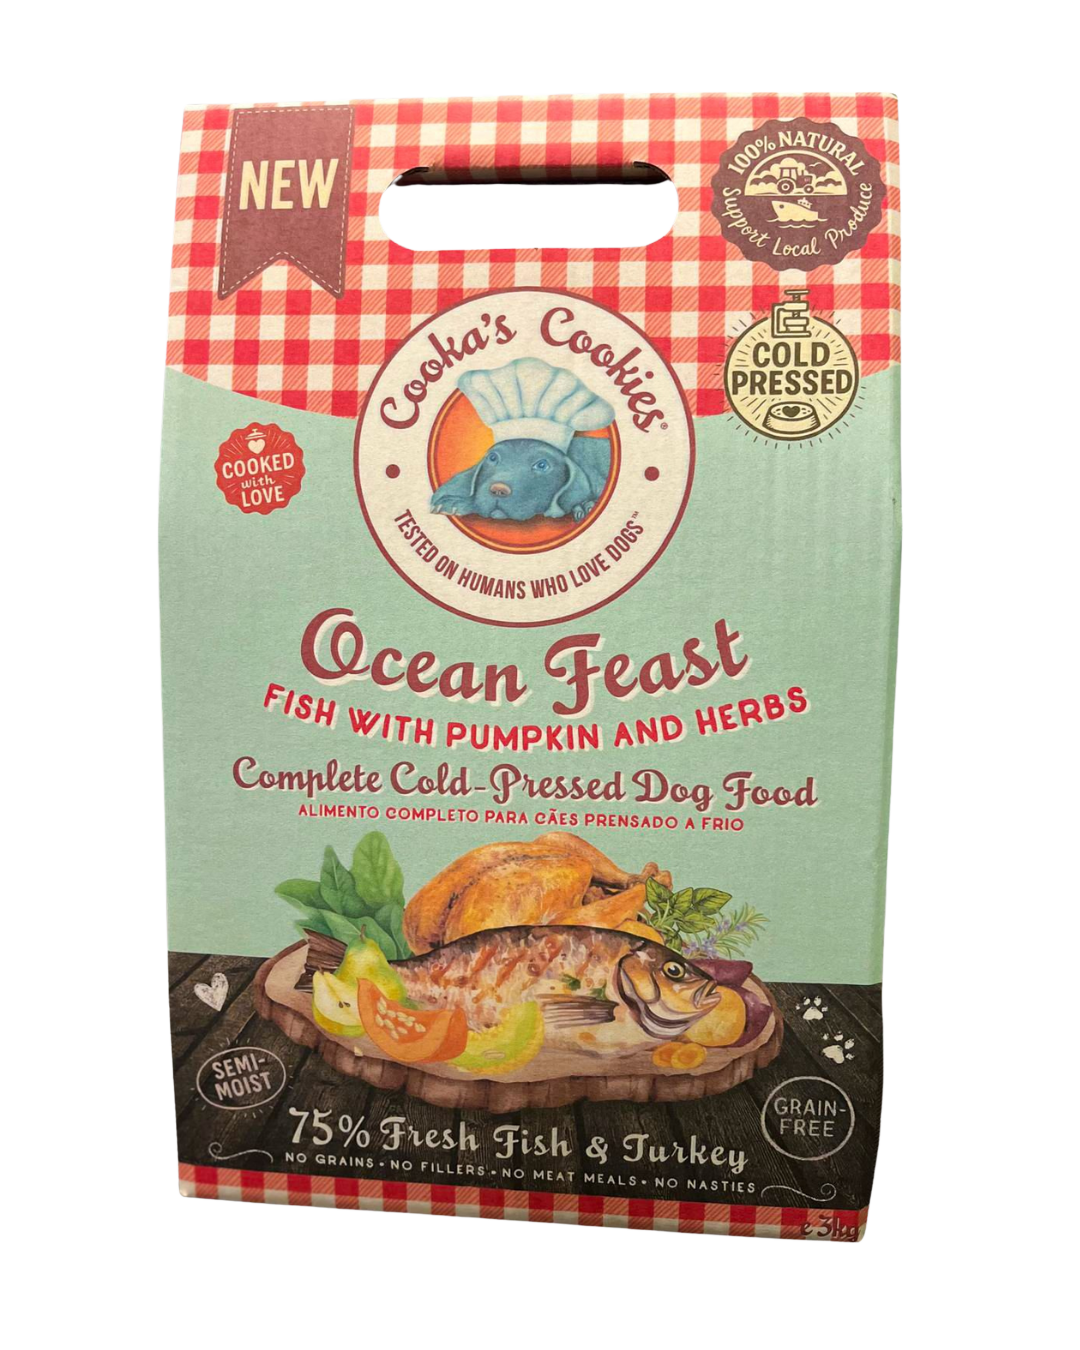 NEW
100% NATURAL
Support Local Produce
COLD
PRESSED
Cooka's Cookies®
TESTED ON HUMANS WHO LOVE DOGS™
COOKED
with
LOVE
Ocean Feast
FISH WITH PUMPKIN AND HERBS
Complete Cold-Pressed Dog Food
ALIMENTO COMPLETO PARA CÃES PRENSADO A FRIO
SEMI-
MOIST
GRAIN-
FREE
75% Fresh Fish & Turkey
NO GRAINS • NO FILLERS • NO MEAT MEALS • NO NASTIES
e 3kg